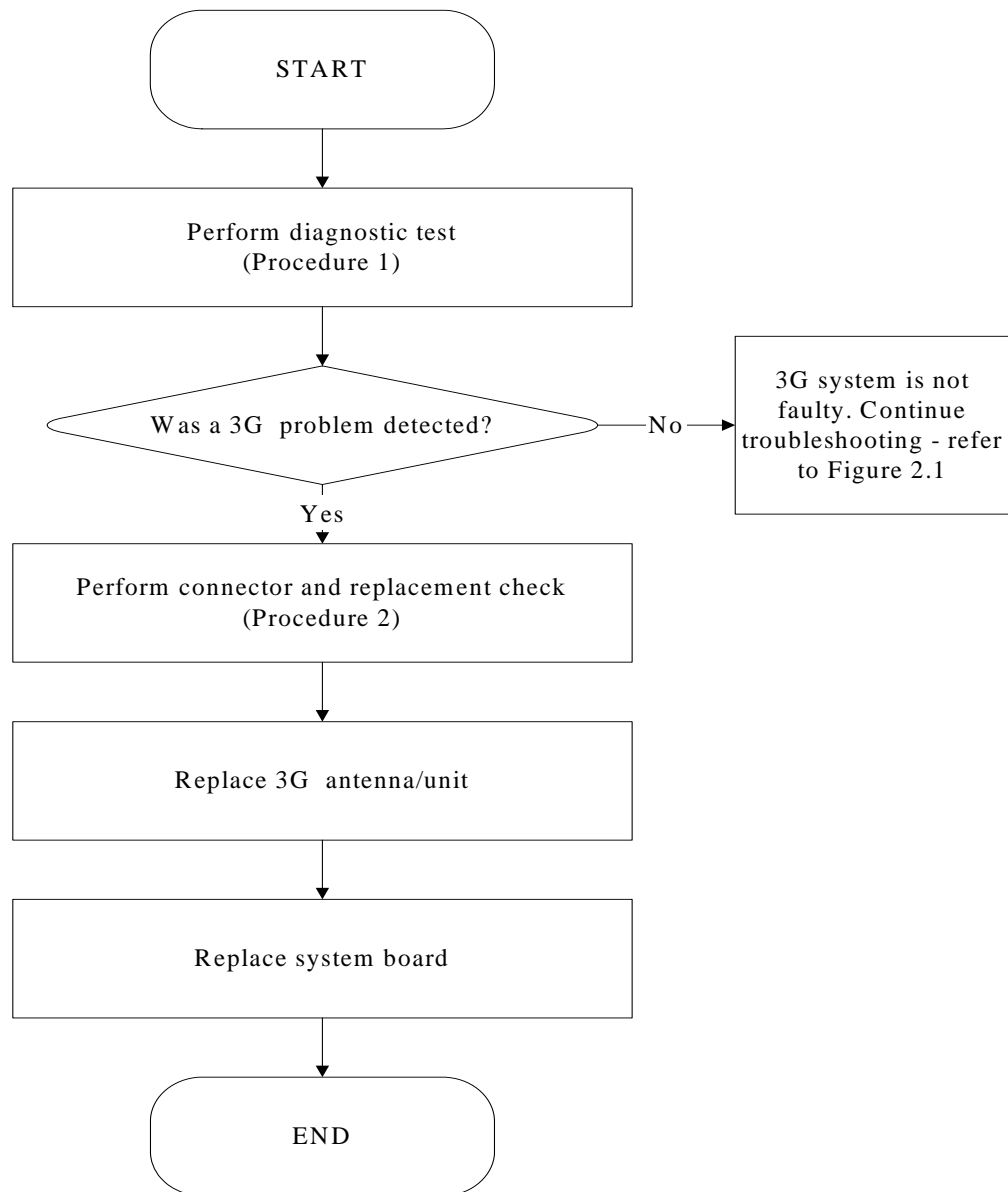 START
Perform diagnostic test
(Procedure 1)
Was a 3G problem detected?
No
3G system is not
faulty. Continue
troubleshooting - refer
to Figure 2.1
Yes
Perform connector and replacement check
(Procedure 2)
Replace 3G antenna/unit
Replace system board
END